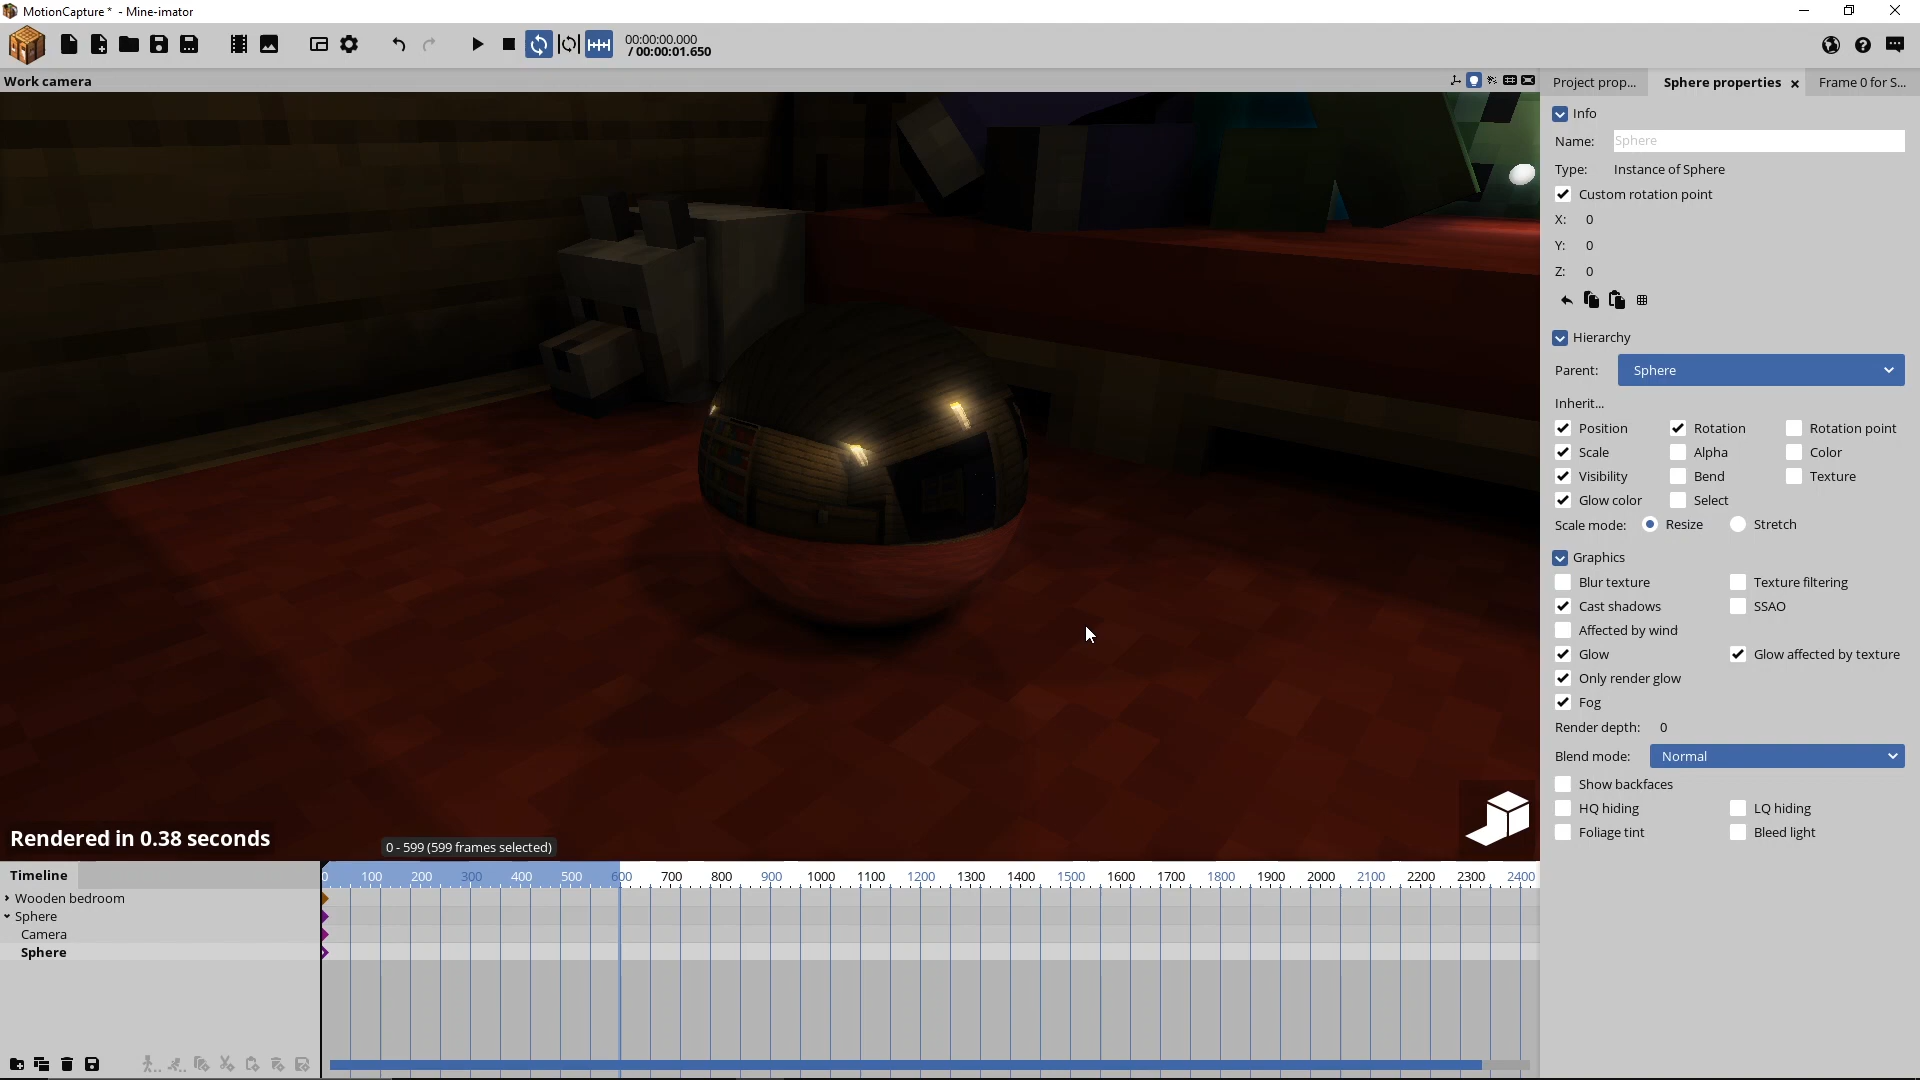 MotionCapture * - Mine-imator
00:00:00.000
/ 00:00:01.650
Work camera
Project prop...
Sphere properties
Frame 0 for S...
Info
Name: Sphere
Type: Instance of Sphere
Custom rotation point
X: 0
Y: 0
Z: 0
Hierarchy
Parent: Sphere
Inherit...
Position Rotation Rotation point
Scale Alpha Color
Visibility Bend Texture
Glow color Select
Scale mode: Resize Stretch
Graphics
Blur texture Texture filtering
Cast shadows SSAO
Affected by wind
Glow Glow affected by texture
Only render glow
Fog
Render depth: 0
Blend mode: Normal
Show backfaces
HQ hiding LQ hiding
Foliage tint Bleed light
Rendered in 0.38 seconds
0 - 599 (599 frames selected)
Timeline
0 100 200 300 400 500 600 700 800 900 1000 1100 1200 1300 1400 1500 1600 1700 1800 1900 2000 2100 2200 2300 2400
Wooden bedroom
Sphere
Camera
Sphere